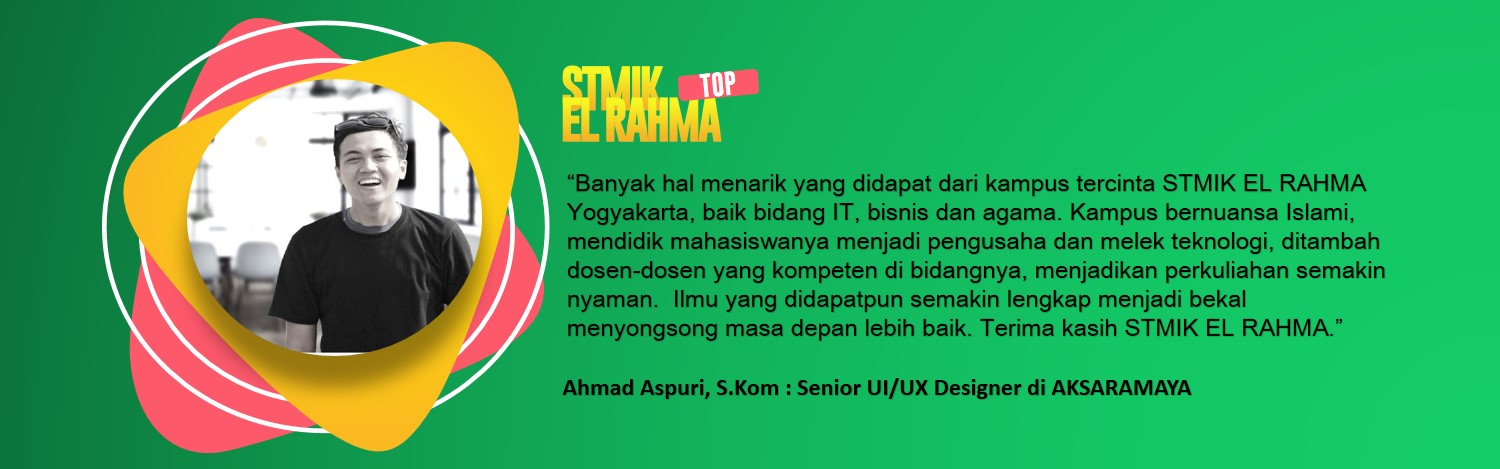 STMIK TOP
EL RAHMA
“Banyak hal menarik yang didapat dari kampus tercinta STMIK EL RAHMA
Yogyakarta, baik bidang IT, bisnis dan agama. Kampus bernuansa Islami,
mendidik mahasiswanya menjadi pengusaha dan melek teknologi, ditambah
dosen-dosen yang kompeten di bidangnya, menjadikan perkuliahan semakin
nyaman.  Ilmu yang didapatpun semakin lengkap menjadi bekal
menyongsong masa depan lebih baik. Terima kasih STMIK EL RAHMA.”
Ahmad Aspuri, S.Kom : Senior UI/UX Designer di AKSARAMAYA